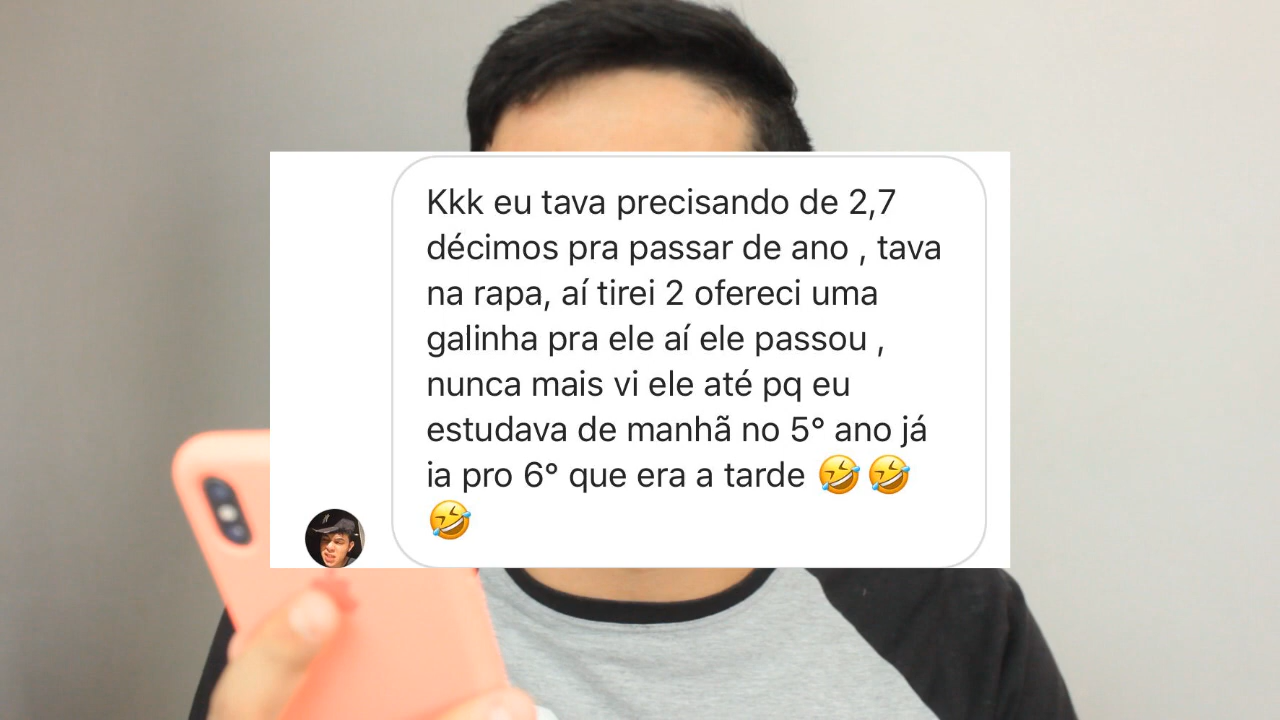 Kkk eu tava precisando de 2,7
décimos pra passar de ano , tava
na rapa, aí tirei 2 ofereci uma
galinha pra ele aí ele passou ,
nunca mais vi ele até pq eu
estudava de manhã no 5° ano já
ia pro 6° que era a tarde 🤣🤣
🤣